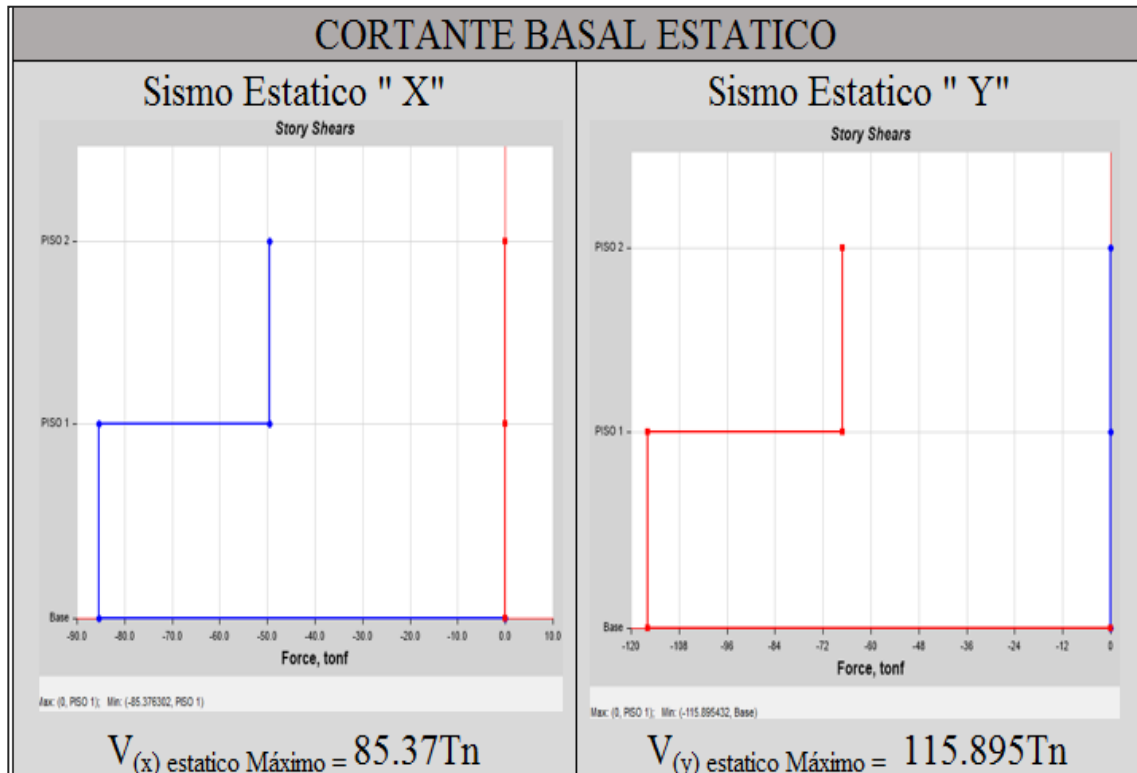 CORTANTE BASAL ESTATICO
Sismo Estatico " X"
Story Shears
PISO 2
PISO 1
Base
-90.0 -80.0 -70.0 -60.0 -50.0 -40.0 -30.0 -20.0 -10.0 0.0 10.0
Force, tonf
Max: (0, PISO 1); Min: (-85.376302, PISO 1)
V(x) estatico Máximo = 85.37Tn
Sismo Estatico " Y"
Story Shears
PISO 2
PISO 1
Base
-120 -108 -96 -84 -72 -60 -48 -36 -24 -12 0
Force, tonf
Max: (0, PISO 1); Min: (-115.895432, Base)
V(y) estatico Máximo = 115.895Tn